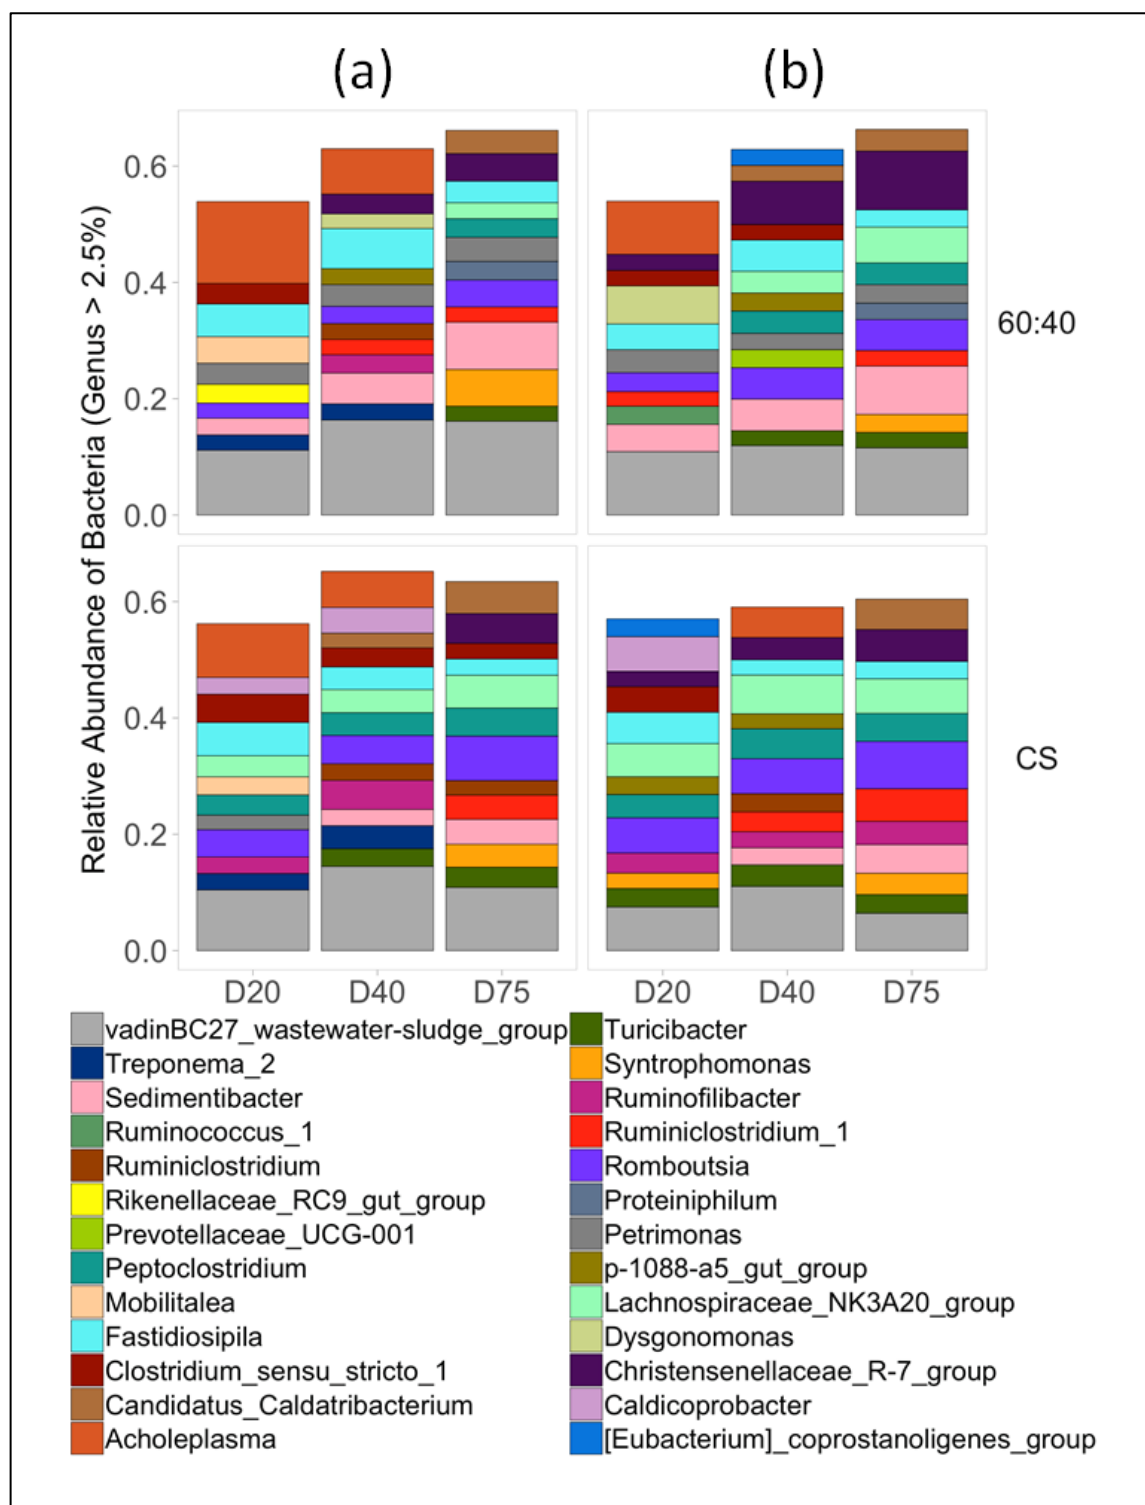 (a) (b)
Relative Abundance of Bacteria (Genus > 2.5%)
0.6
0.4
0.2
0.0
60:40
0.6
0.4
0.2
0.0
CS
D20 D40 D75 D20 D40 D75
vadinBC27_wastewater-sludge_group Turicibacter
Treponema_2 Syntrophomonas
Sedimentibacter Ruminofilibacter
Ruminococcus_1 Ruminiclostridium_1
Ruminiclostridium Romboutsia
Rikenellaceae_RC9_gut_group Proteiniphilum
Prevotellaceae_UCG-001 Petrimonas
Peptoclostridium p-1088-a5_gut_group
Mobilitalea Lachnospiraceae_NK3A20_group
Fastidiosipila Dysgonomonas
Clostridium_sensu_stricto_1 Christensenellaceae_R-7_group
Candidatus_Caldatribacterium Caldicoprobacter
Acholeplasma [Eubacterium]_coprostanoligenes_group